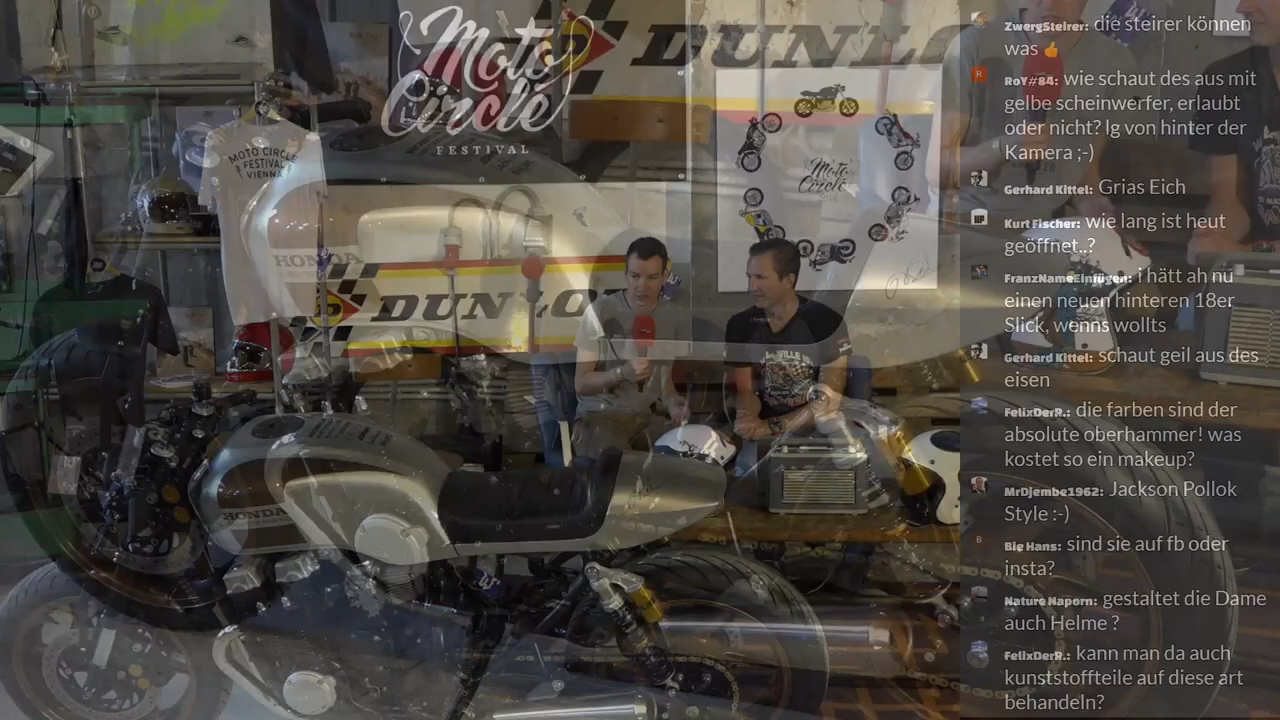 Moto
Circle
FESTIVAL
DUNLO
MOTO CIRCLE
FESTIVAL
VIENNA
Moto
Circle
HONDA
DUNLO
HONDA
ZwergSteirer: die steirer können
was 👍
RoY#84: wie schaut des aus mit
gelbe scheinwerfer, erlaubt
oder nicht? lg von hinter der
Kamera ;-)
Gerhard Kittel: Grias Eich
Kurt Fischer: wie lang ist heut
geöffnet..?
FranzNameEinfügen: i hätt ah nu
einen neuen hinteren 18er
Slick, wenns wollts
Gerhard Kittel: schaut geil aus des
eisen
FelixDerR.: die farben sind der
absolute oberhammer! was
kostet so ein makeup?
MrDjembe1962: Jackson Pollok
Style :-)
Big Hans: sind sie auf fb oder
insta?
Nature Naporn: gestaltet die Dame
auch Helme ?
FelixDerR.: kann man da auch
kunststoffteile auf diese art
behandeln?